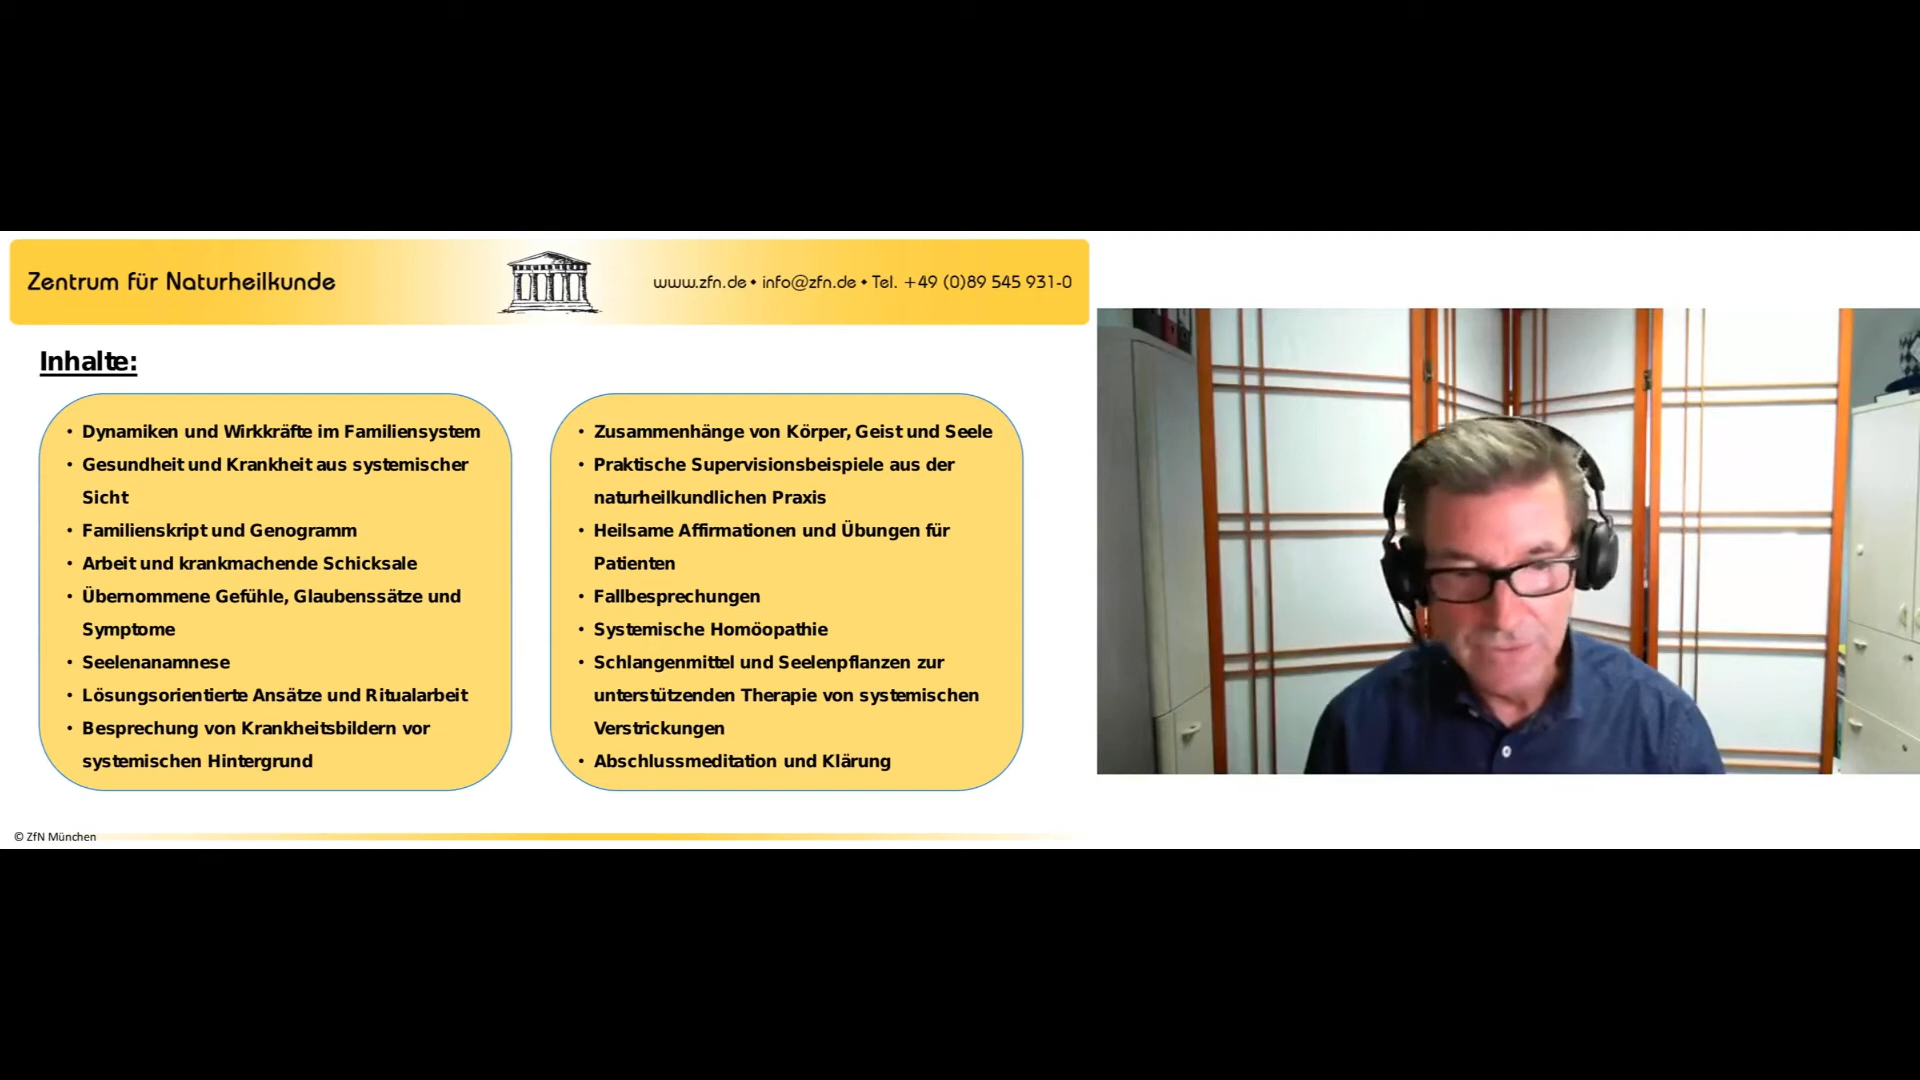 Zentrum für Naturheilkunde
www.zfn.de • info@zfn.de • Tel. +49 (0)89 545 931-0
Inhalte:
• Dynamiken und Wirkkräfte im Familiensystem
• Gesundheit und Krankheit aus systemischer
Sicht
• Familienskript und Genogramm
• Arbeit und krankmachende Schicksale
• Übernommene Gefühle, Glaubenssätze und
Symptome
• Seelenanamnese
• Lösungsorientierte Ansätze und Ritualarbeit
• Besprechung von Krankheitsbildern vor
systemischen Hintergrund
• Zusammenhänge von Körper, Geist und Seele
• Praktische Supervisionsbeispiele aus der
naturheilkundlichen Praxis
• Heilsame Affirmationen und Übungen für
Patienten
• Fallbesprechungen
• Systemische Homöopathie
• Schlangenmittel und Seelenpflanzen zur
unterstützenden Therapie von systemischen
Verstrickungen
• Abschlussmeditation und Klärung
© ZfN München